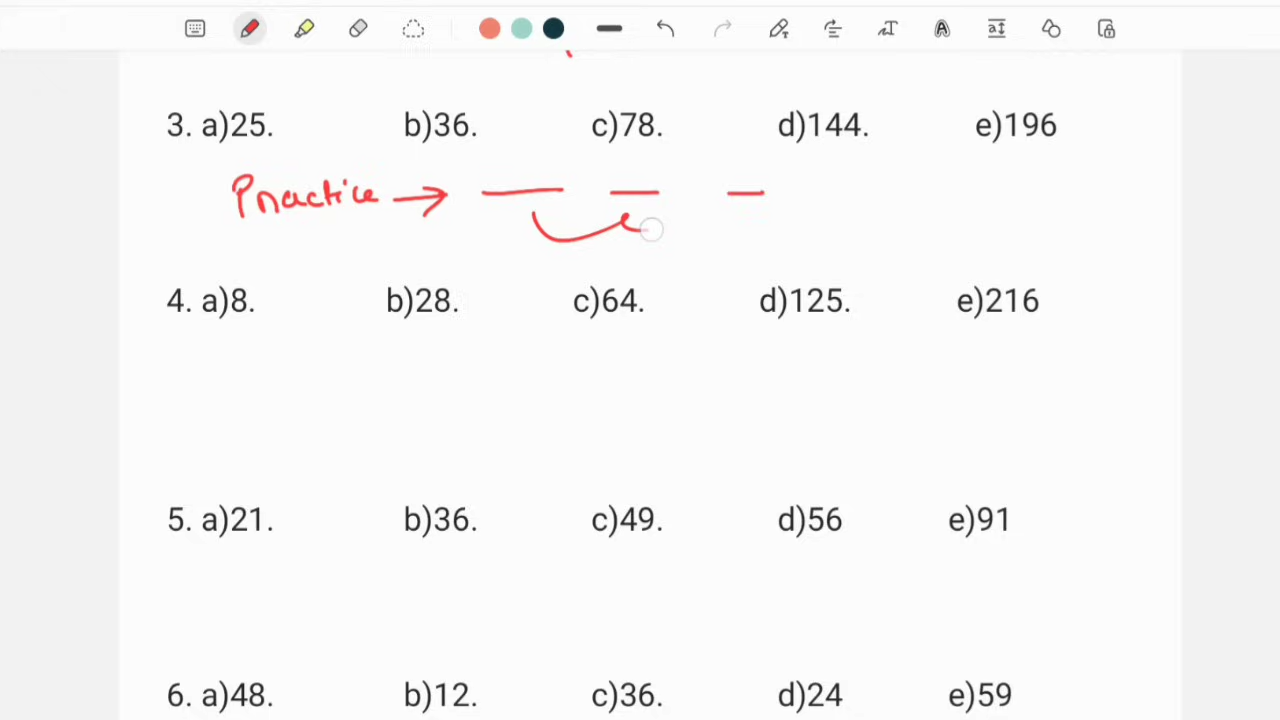 3. a)25. b)36. c)78. d)144. e)196
Practice →
4. a)8. b)28. c)64. d)125. e)216
5. a)21. b)36. c)49. d)56 e)91
6. a)48. b)12. c)36. d)24 e)59